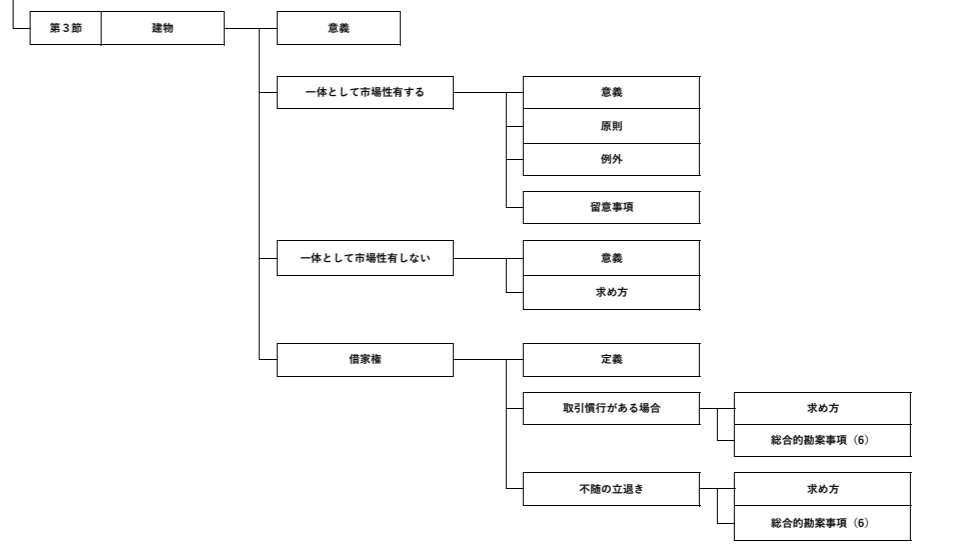 第３節
建物
意義
一体として市場性有する
意義
原則
例外
留意事項
一体として市場性有しない
意義
求め方
借家権
定義
取引慣行がある場合
求め方
総合的勘案事項（6）
不随の立退き
求め方
総合的勘案事項（6）